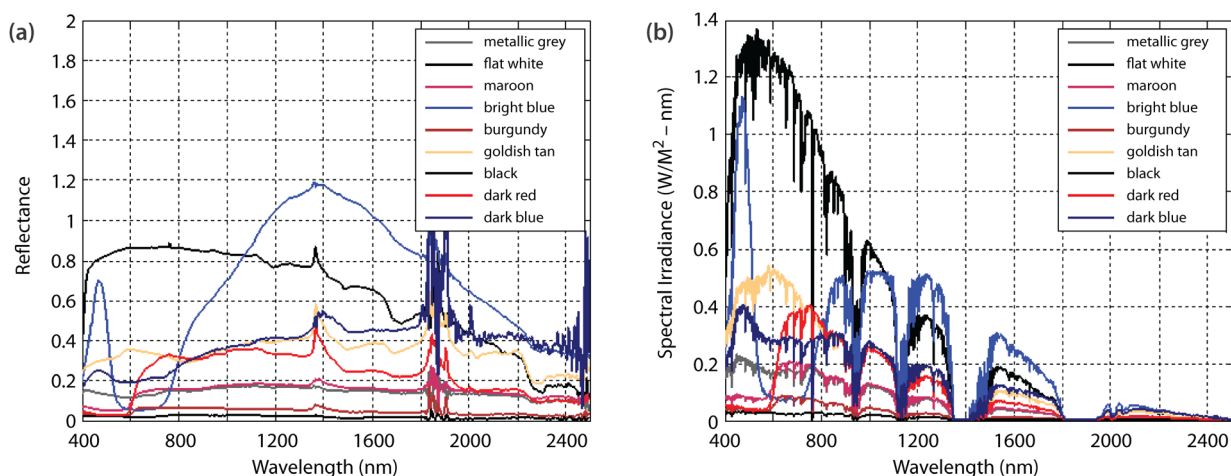 (a)
Reflectance
2
1.8
1.6
1.4
1.2
1.0
0.8
0.6
0.4
0.2
0
400 800 1200 1600 2000 2400
Wavelength (nm)
metallic grey
flat white
maroon
bright blue
burgundy
goldish tan
black
dark red
dark blue
(b)
Spectral Irradiance (W/M² – nm)
1.4
1.2
1
0.8
0.6
0.4
0.2
0
400 800 1200 1600 2000 2400
Wavelength (nm)
metallic grey
flat white
maroon
bright blue
burgundy
goldish tan
black
dark red
dark blue